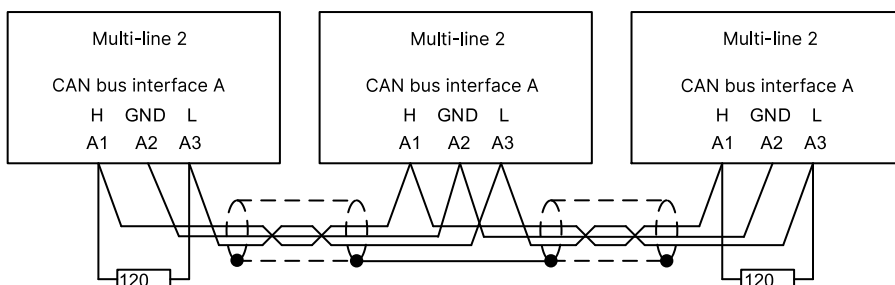 Multi-line 2
CAN bus interface A
H GND L
A1 A2 A3
Multi-line 2
CAN bus interface A
H GND L
A1 A2 A3
Multi-line 2
CAN bus interface A
H GND L
A1 A2 A3
120
120